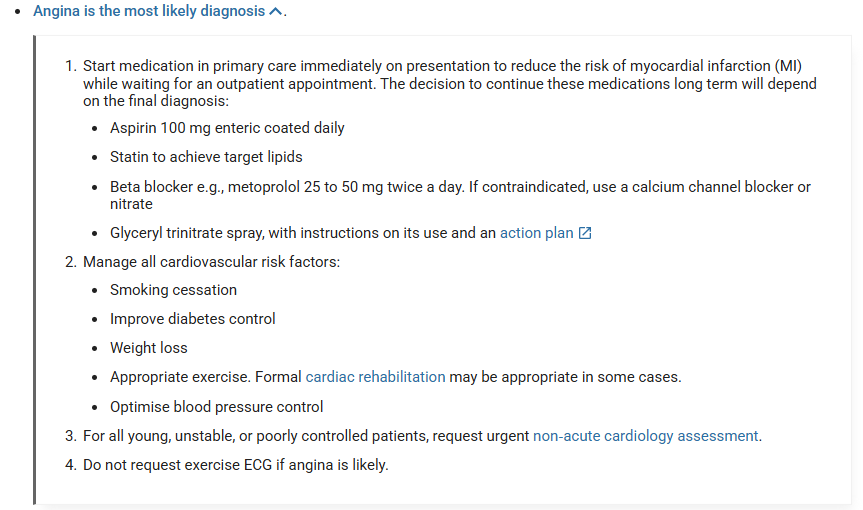 • Angina is the most likely diagnosis.
1. Start medication in primary care immediately on presentation to reduce the risk of myocardial infarction (MI)
while waiting for an outpatient appointment. The decision to continue these medications long term will depend
on the final diagnosis:
• Aspirin 100 mg enteric coated daily
• Statin to achieve target lipids
• Beta blocker e.g., metoprolol 25 to 50 mg twice a day. If contraindicated, use a calcium channel blocker or
nitrate
• Glyceryl trinitrate spray, with instructions on its use and an action plan
2. Manage all cardiovascular risk factors:
• Smoking cessation
• Improve diabetes control
• Weight loss
• Appropriate exercise. Formal cardiac rehabilitation may be appropriate in some cases.
• Optimise blood pressure control
3. For all young, unstable, or poorly controlled patients, request urgent non-acute cardiology assessment.
4. Do not request exercise ECG if angina is likely.